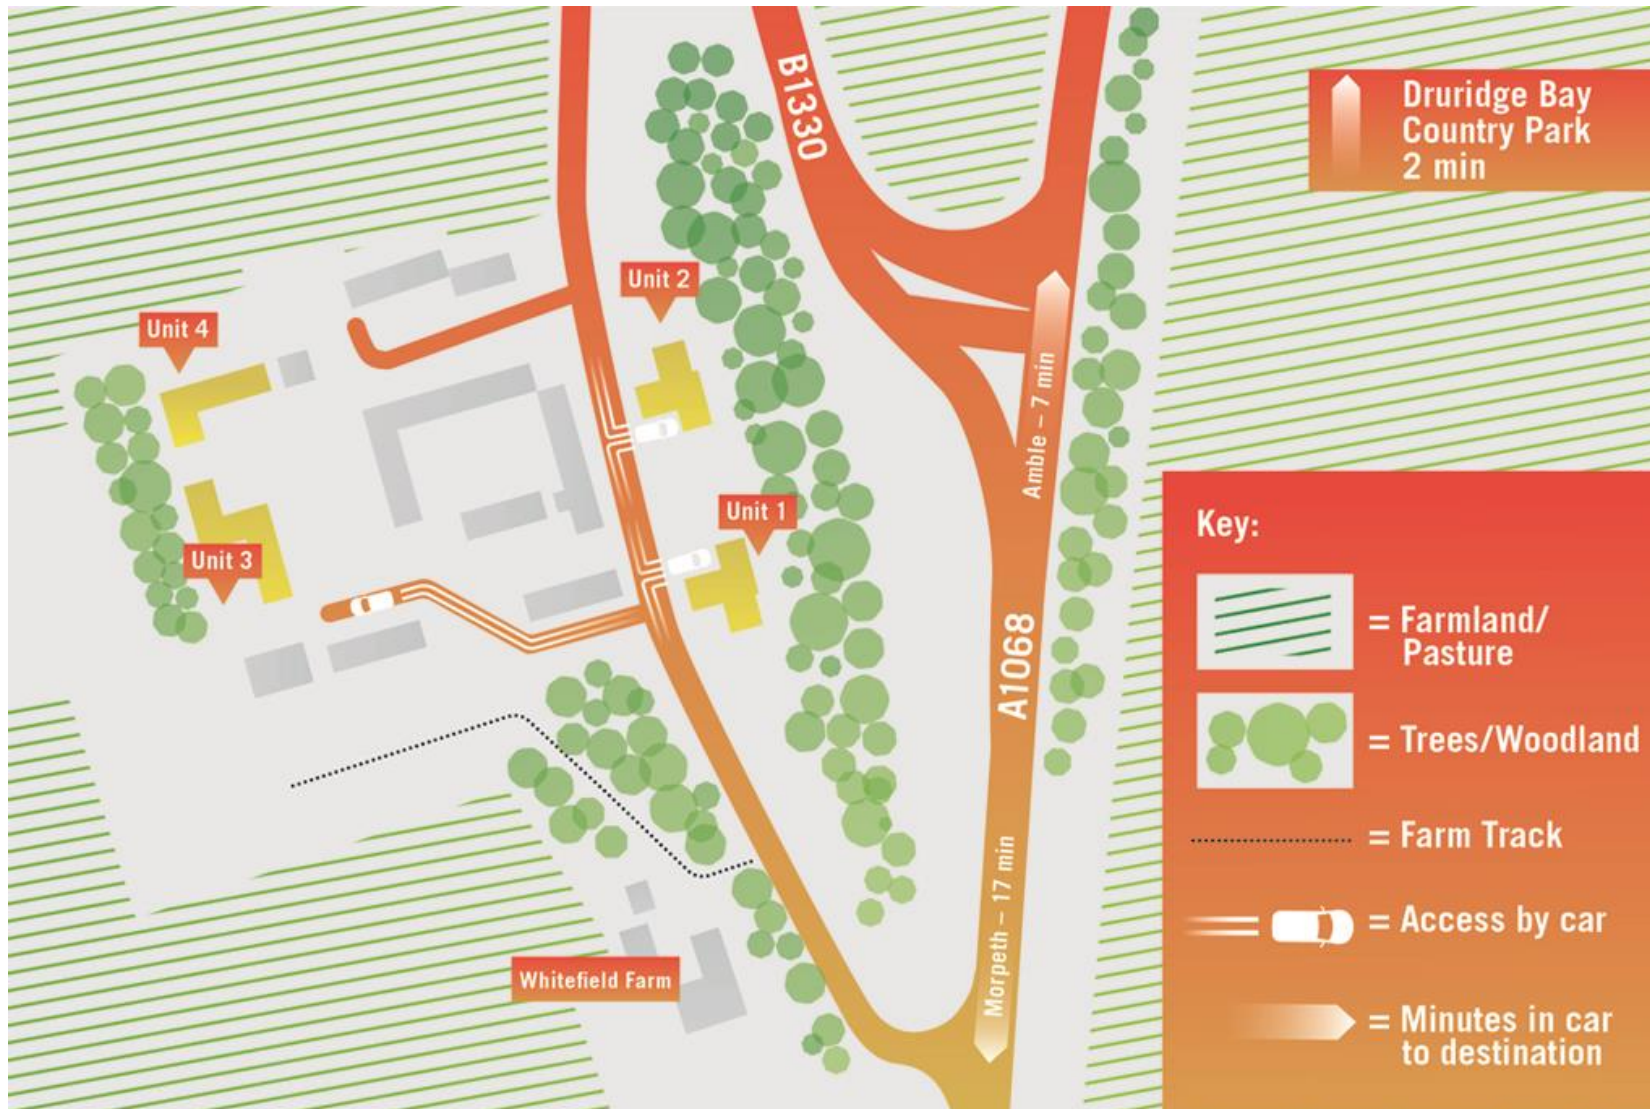 B1330
Druridge Bay
Country Park
2 min
Unit 2
Unit 4
Amble – 7 min
Unit 1
Key:
Unit 3
= Farmland/
Pasture
A1068
= Trees/Woodland
= Farm Track
Morpeth – 17 min
= Access by car
Whitefield Farm
= Minutes in car
to destination